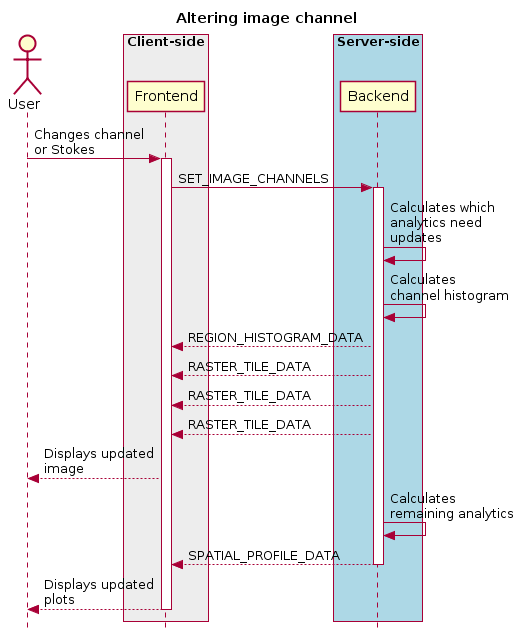 Altering image channel
Client-side
Server-side
User
Frontend
Backend
Changes channel
or Stokes
SET_IMAGE_CHANNELS
Calculates which
analytics need
updates
Calculates
channel histogram
REGION_HISTOGRAM_DATA
RASTER_TILE_DATA
RASTER_TILE_DATA
RASTER_TILE_DATA
Displays updated
image
Calculates
remaining analytics
SPATIAL_PROFILE_DATA
Displays updated
plots